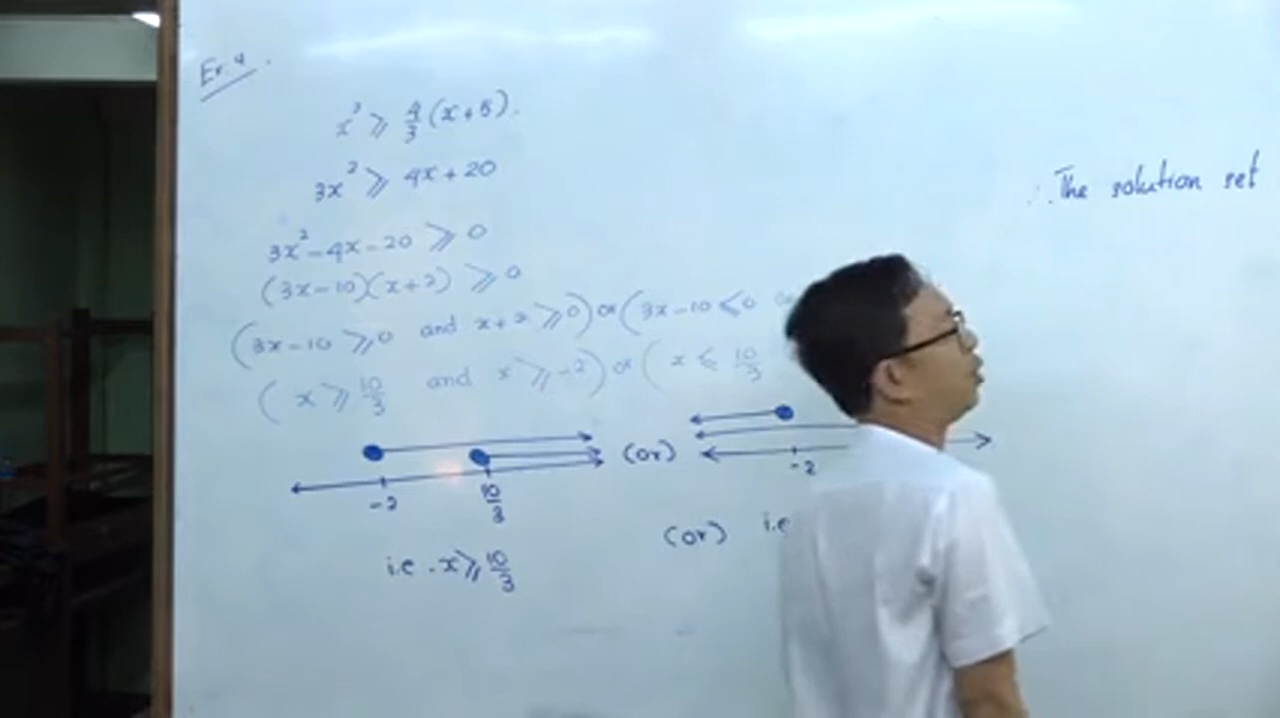 Ex.4.
x² ⩾ 4/3 (x+5).
3x² ⩾ 4x+20
3x²-4x-20 ⩾ 0
(3x-10)(x+2) ⩾ 0
(3x-10 ⩾ 0 and x+2 ⩾ 0) or (3x-10 ⩽ 0
(x ⩾ 10/3 and x ⩾ -2) or (x ⩽ 10/3
(or)
-2 10/3 -2
i.e. x ⩾ 10/3 (or) i.e
∴ The solution set